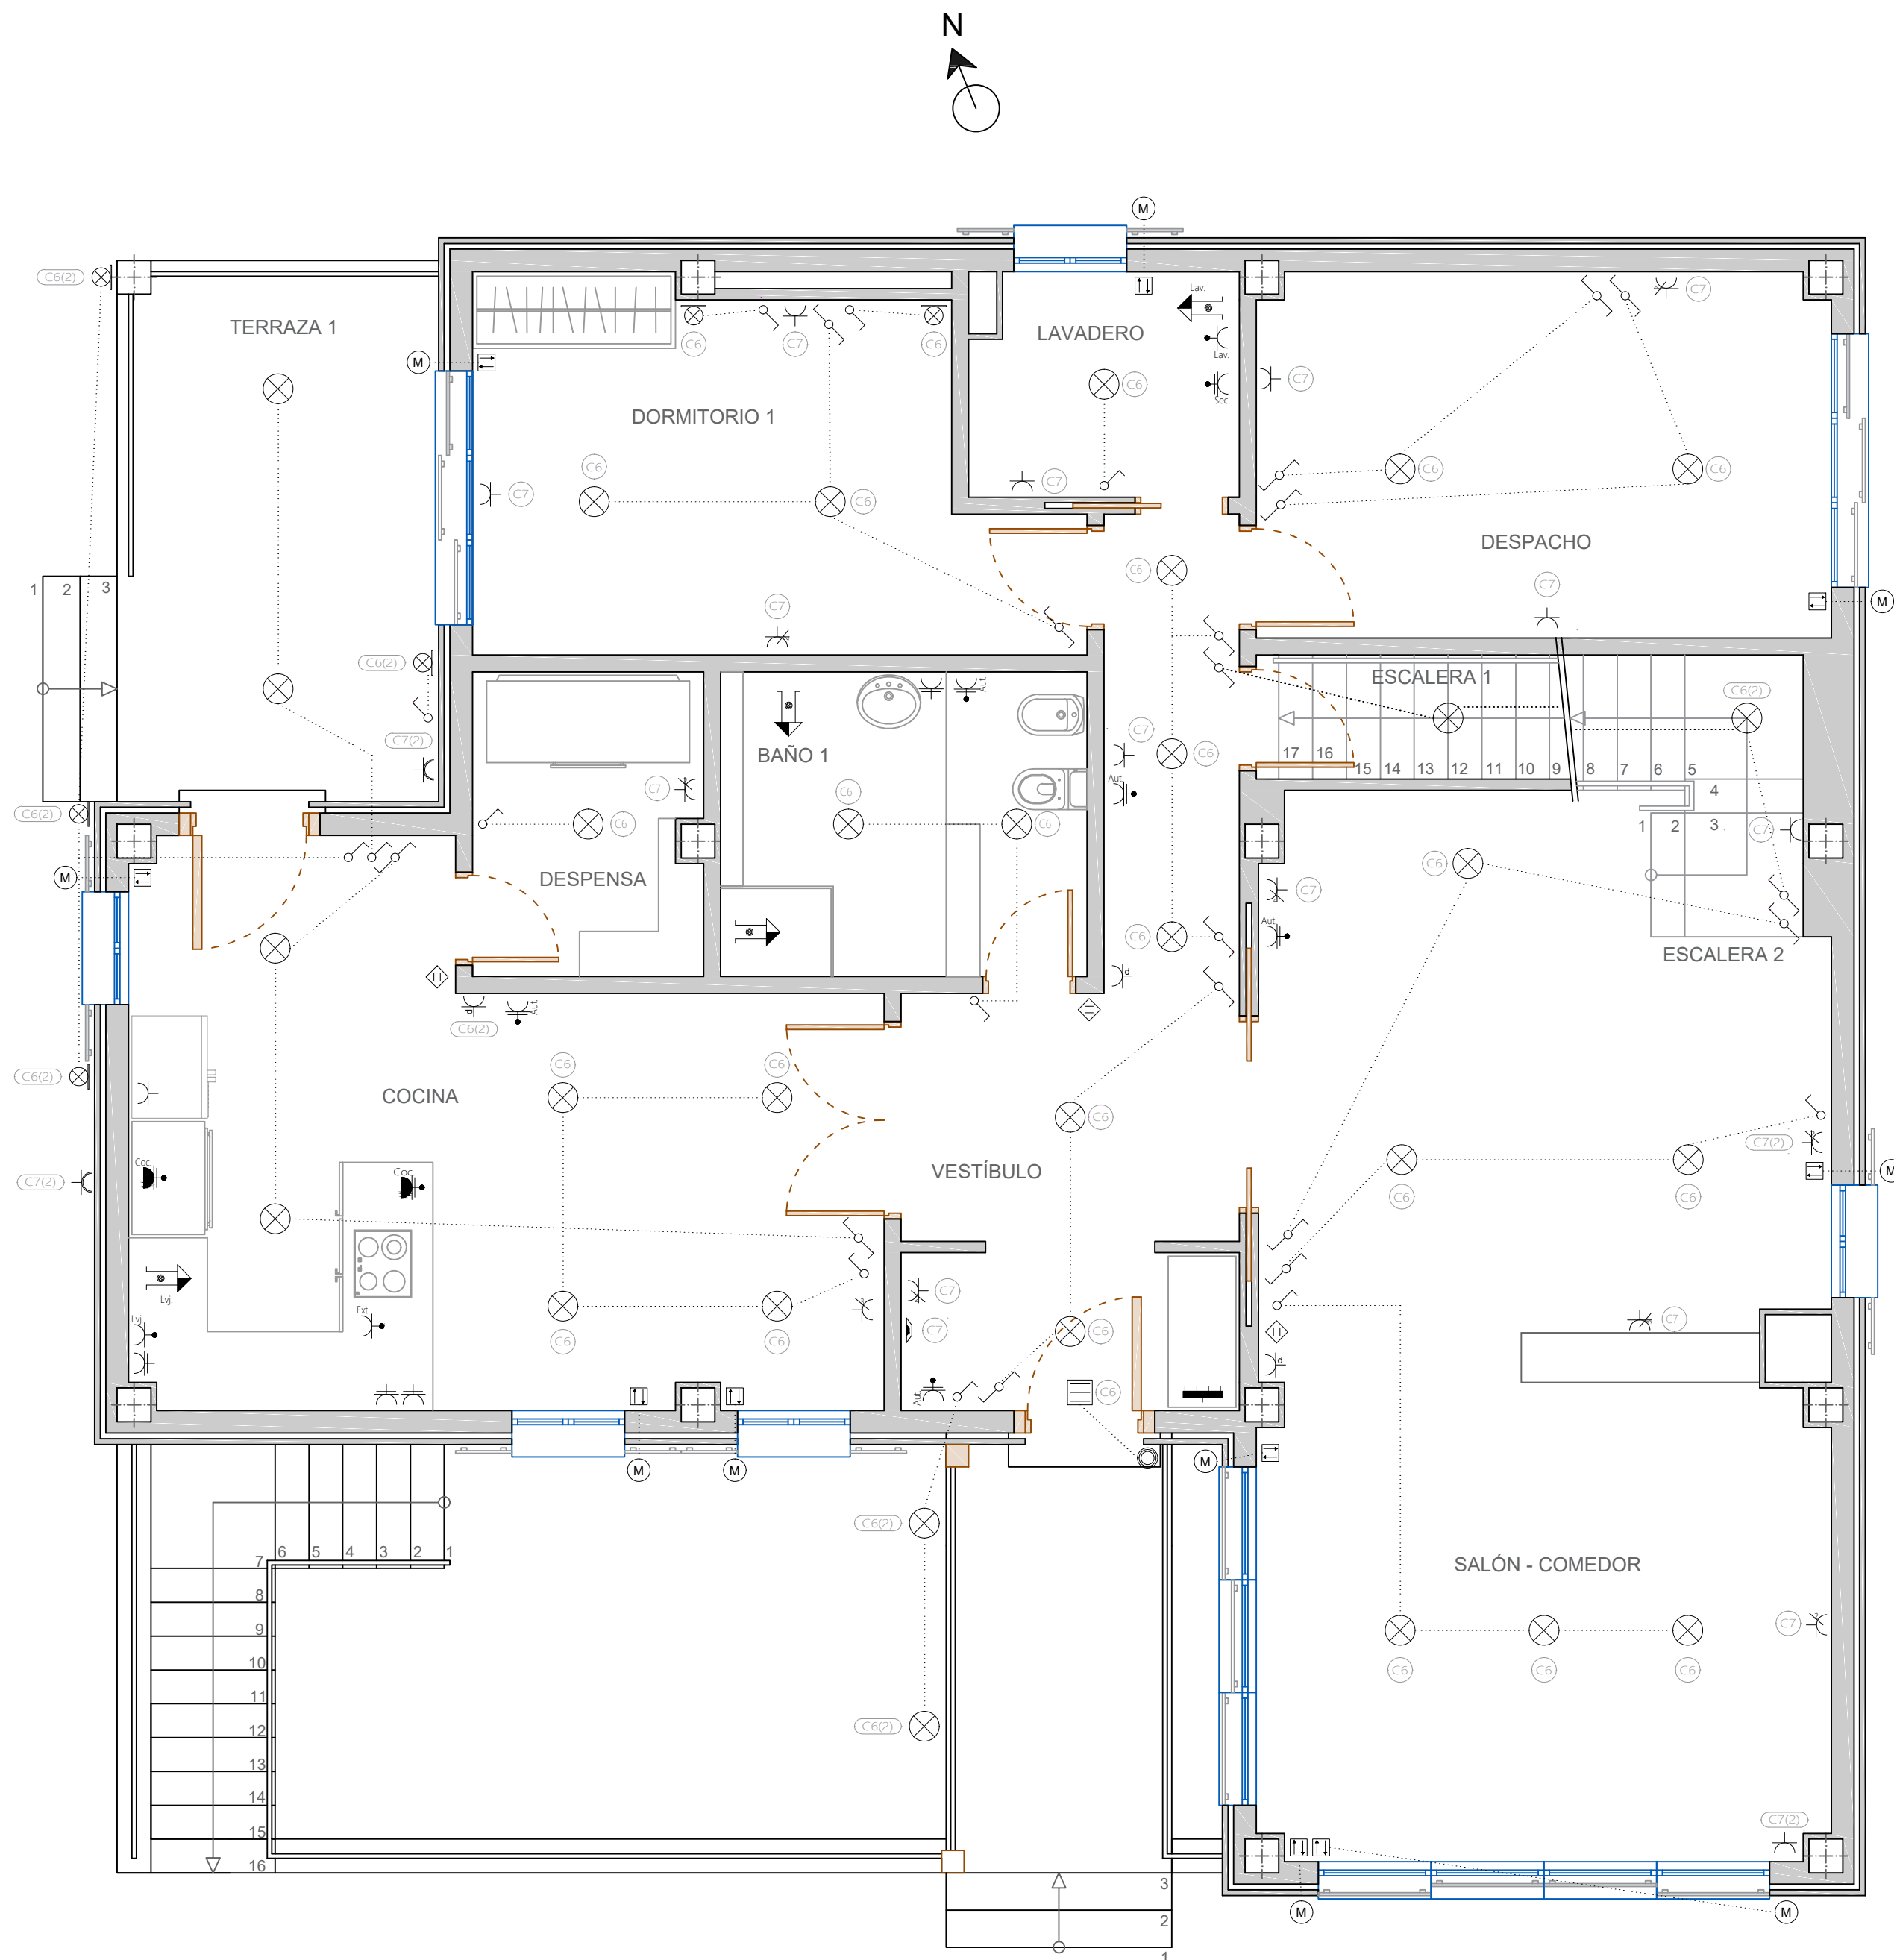 N
M
C6(2)
TERRAZA 1
C6
C7
C6
LAVADERO
Lav.
Lav.
C7
M
DORMITORIO 1
C6
Sec.
C7
C6
C6
C7
C7
C6
C6
DESPACHO
C6
C7
1 2 3
C7
M
C6(2)
ESCALERA 1
C6(2)
Aut.
C7(2)
BAÑO 1
C7
C6
17 16 15 14 13 12 11 10 9 8 7 6 5
C7
C6
Aut.
4
C6(2)
C6
C6
1 2 3
C7
M
DESPENSA
C6
C7
Aut.
C6
ESCALERA 2
d
d
Aut.
C6(2)
C6(2)
C6
C6
COCINA
C6
C7(2)
Coc.
Coc.
VESTÍBULO
M
C7(2)
C6
C6
Lvj.
C7
Ext.
Lvj.
C7
C6
C7
C6
C6
d
Aut.
C6
M
M
M
C6(2)
7 6 5 4 3 2 1
SALÓN - COMEDOR
8
9
C7
10
C6
C6
C6
11
C6(2)
12
13
14
15
C7(2)
16
3
M
M
2
1